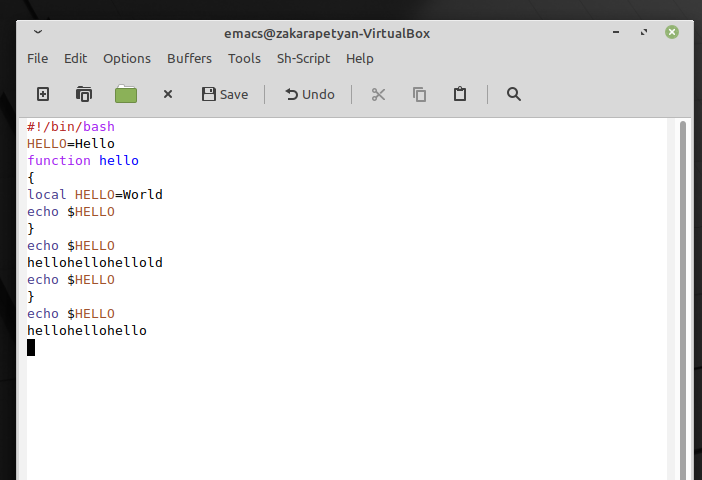 emacs@zakarapetyan-VirtualBox
File Edit Options Buffers Tools Sh-Script Help
Save Undo
#!/bin/bash
HELLO=Hello
function hello
{
local HELLO=World
echo $HELLO
}
echo $HELLO
hellohellohellold
echo $HELLO
}
echo $HELLO
hellohellohello